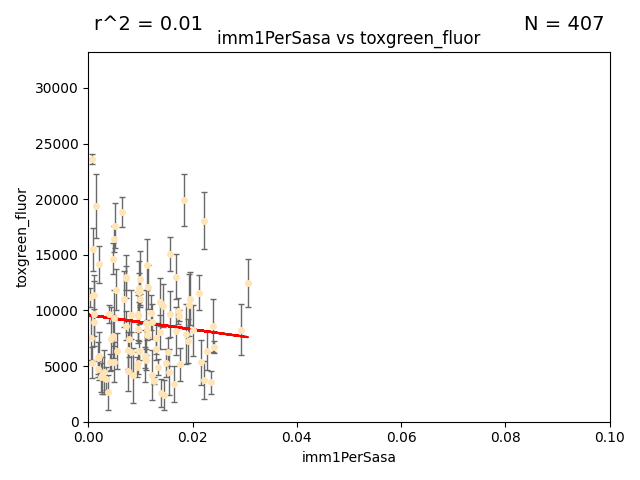 r^2 = 0.01
N = 407
imm1PerSasa vs toxgreen_fluor
toxgreen_fluor
30000
25000
20000
15000
10000
5000
0
0.00
0.02
0.04
0.06
0.08
0.10
imm1PerSasa